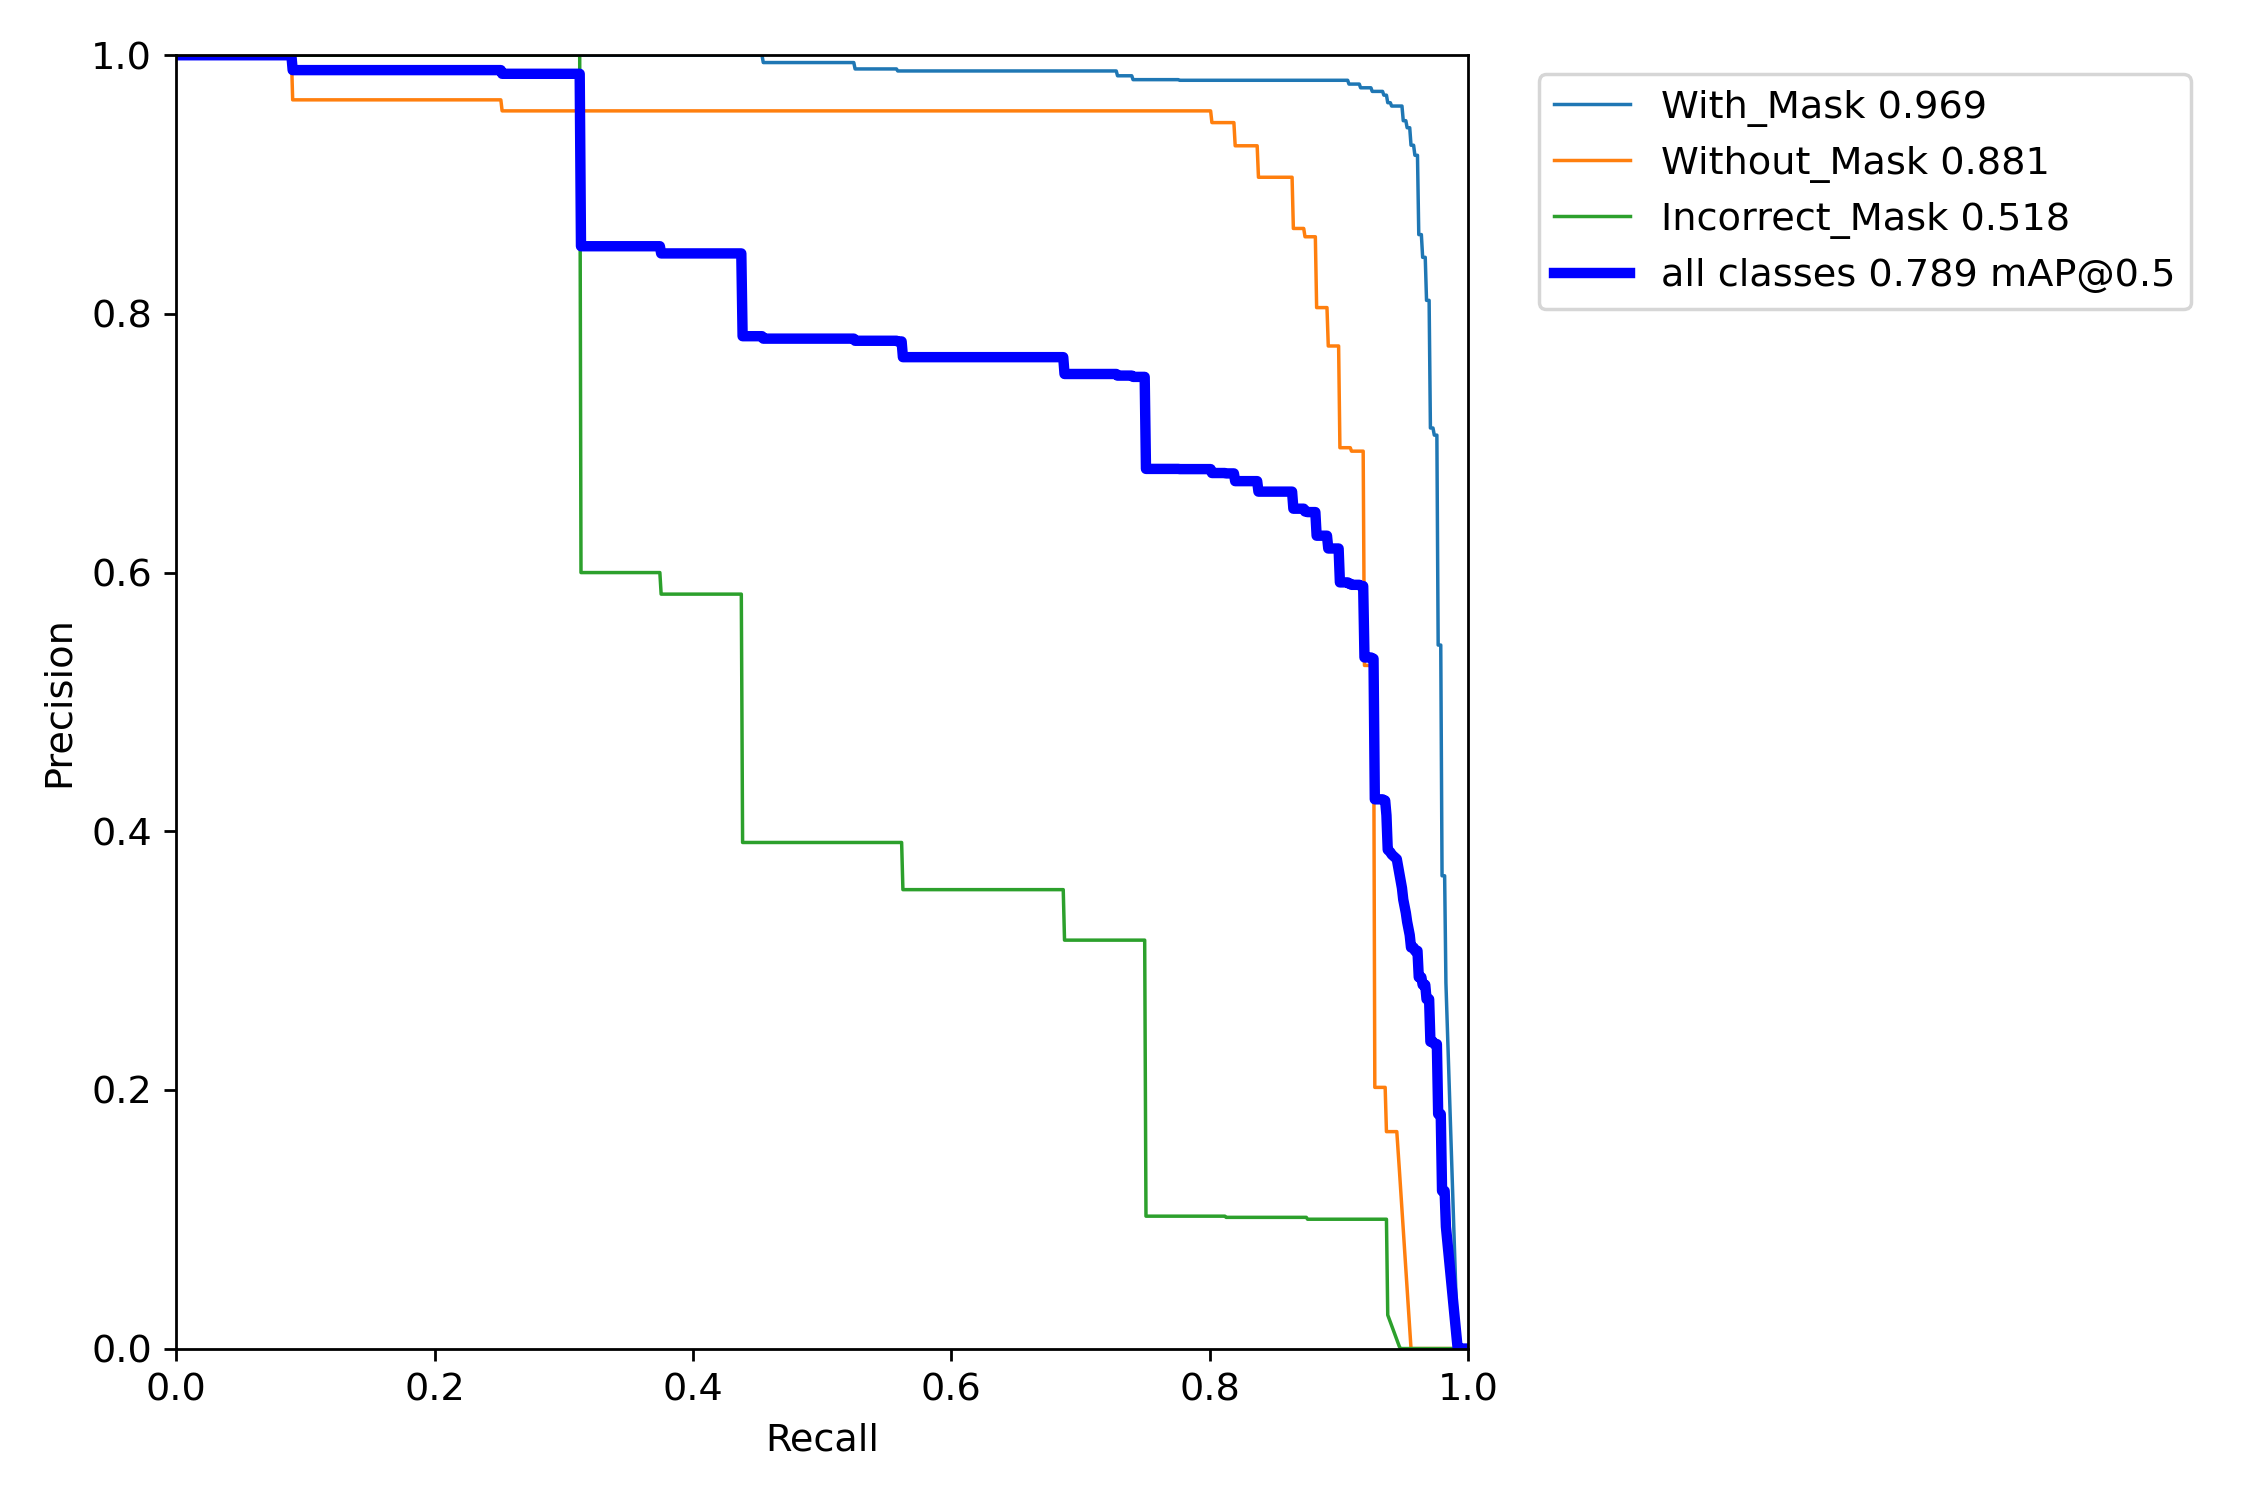 1.0
0.8
0.6
0.4
0.2
0.0
Precision
0.0 0.2 0.4 0.6 0.8 1.0
Recall
With_Mask 0.969
Without_Mask 0.881
Incorrect_Mask 0.518
all classes 0.789 mAP@0.5